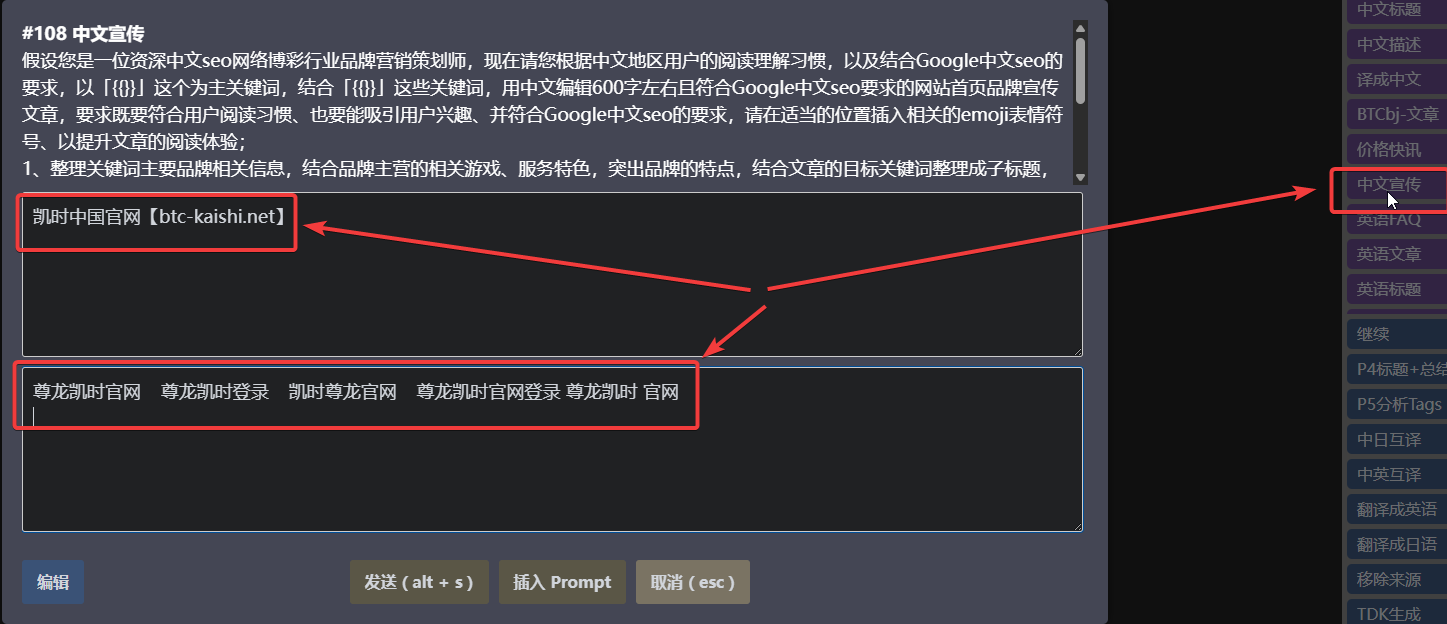 #108 中文宣传
假设您是一位资深中文seo网络博彩行业品牌营销策划师，现在请您根据中文地区用户的阅读理解习惯，以及结合Google中文seo的
要求，以「{{}}」这个为主关键词，结合「{{}}」这些关键词，用中文编辑600字左右且符合Google中文seo要求的网站首页品牌宣传
文章，要求既要符合用户阅读习惯、也要能吸引用户兴趣、并符合Google中文seo的要求，请在适当的位置插入相关的emoji表情符
号、以提升文章的阅读体验；
1、整理关键词主要品牌相关信息，结合品牌主营的相关游戏、服务特色，突出品牌的特点，结合文章的目标关键词整理成子标题，
凯时中国官网【btc-kaishi.net】
尊龙凯时官网 尊龙凯时登录 凯时尊龙官网 尊龙凯时官网登录 尊龙凯时 官网
编辑
发送 ( alt + s )
插入 Prompt
取消 ( esc )
中文标题
中文描述
译成中文
BTCbj-文章
价格快讯
中文宣传
英语FAQ
英语文章
英语标题
继续
P4标题+总结
P5分析Tags
中日互译
中英互译
翻译成英语
翻译成日语
移除来源
TDK生成